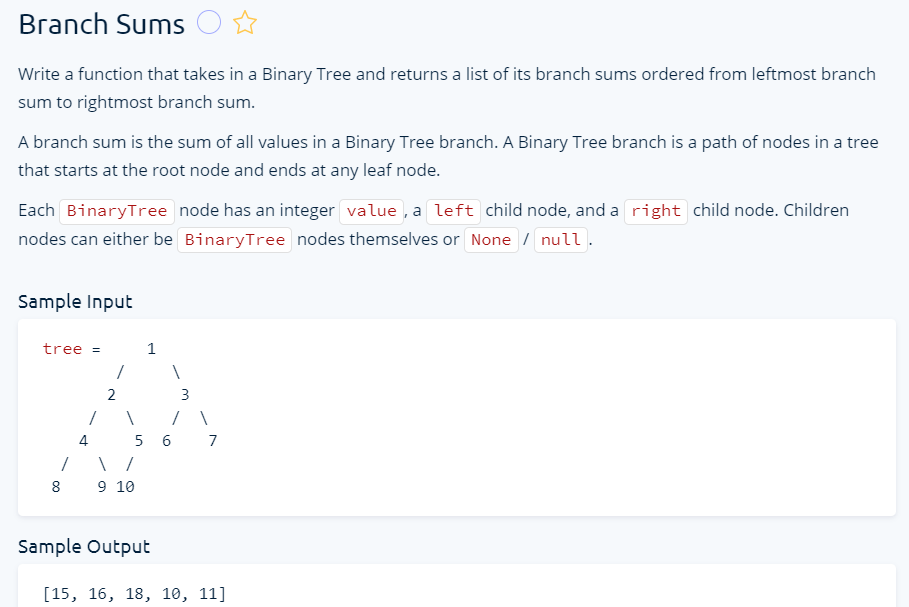 Branch Sums
Write a function that takes in a Binary Tree and returns a list of its branch sums ordered from leftmost branch
sum to rightmost branch sum.
A branch sum is the sum of all values in a Binary Tree branch. A Binary Tree branch is a path of nodes in a tree
that starts at the root node and ends at any leaf node.
Each BinaryTree node has an integer value, a left child node, and a right child node. Children
nodes can either be BinaryTree nodes themselves or None / null.
Sample Input
tree =     1
        /     \
       2       3
     /   \    /  \
    4     5  6    7
  /   \  /
 8    9 10
Sample Output
[15, 16, 18, 10, 11]